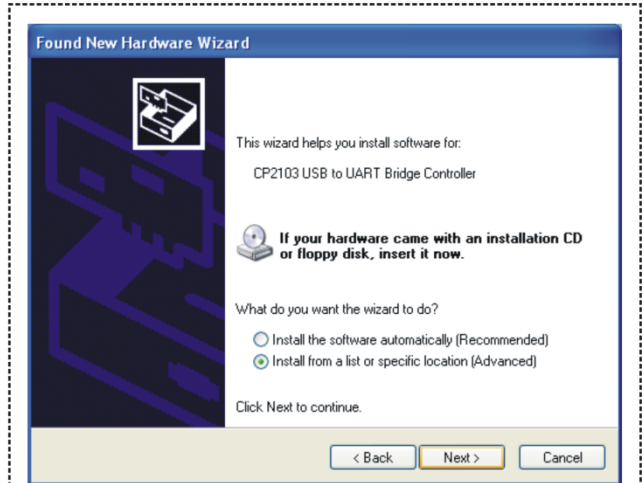 Found New Hardware Wizard
This wizard helps you install software for:
CP2103 USB to UART Bridge Controller
If your hardware came with an installation CD
or floppy disk, insert it now.
What do you want the wizard to do?
Install the software automatically (Recommended)
Install from a list or specific location (Advanced)
Click Next to continue.
< Back Next > Cancel